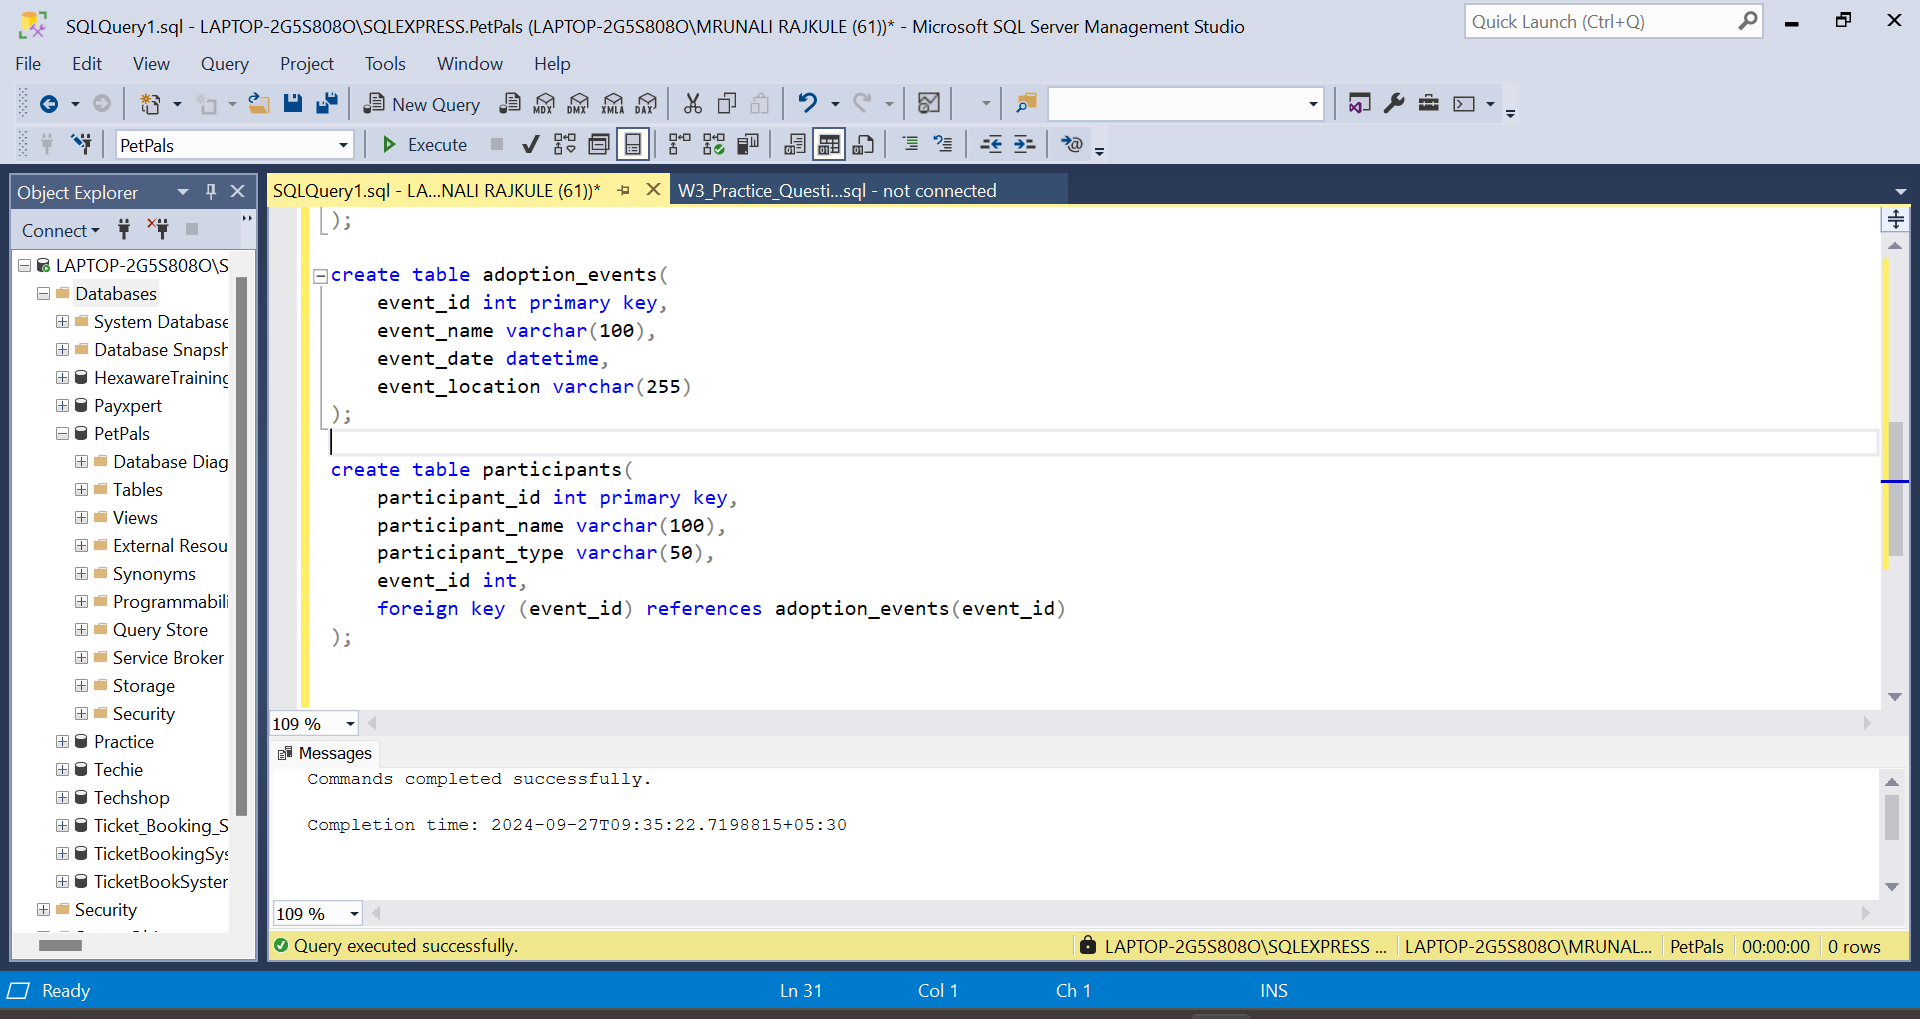 SQLQuery1.sql - LAPTOP-2G5S808O\SQLEXPRESS.PetPals (LAPTOP-2G5S808O\MRUNALI RAJKULE (61))* - Microsoft SQL Server Management Studio
Quick Launch (Ctrl+Q)
File Edit View Query Project Tools Window Help
New Query MDX DMX XMLA DAX
PetPals Execute
Object Explorer
SQLQuery1.sql - LA...NALI RAJKULE (61))* W3_Practice_Questi...sql - not connected
Connect
LAPTOP-2G5S808O\S
Databases
System Database
Database Snapsh
HexawareTraining
Payxpert
PetPals
Database Diag
Tables
Views
External Resou
Synonyms
Programmabili
Query Store
Service Broker
Storage
Security
Practice
Techie
Techshop
Ticket_Booking_S
TicketBookingSys
TicketBookSystem
Security
);
create table adoption_events(
event_id int primary key,
event_name varchar(100),
event_date datetime,
event_location varchar(255)
);
create table participants(
participant_id int primary key,
participant_name varchar(100),
participant_type varchar(50),
event_id int,
foreign key (event_id) references adoption_events(event_id)
);
109 %
Messages
Commands completed successfully.
Completion time: 2024-09-27T09:35:22.7198815+05:30
109 %
Query executed successfully. LAPTOP-2G5S808O\SQLEXPRESS ... LAPTOP-2G5S808O\MRUNAL... PetPals 00:00:00 0 rows
Ready Ln 31 Col 1 Ch 1 INS